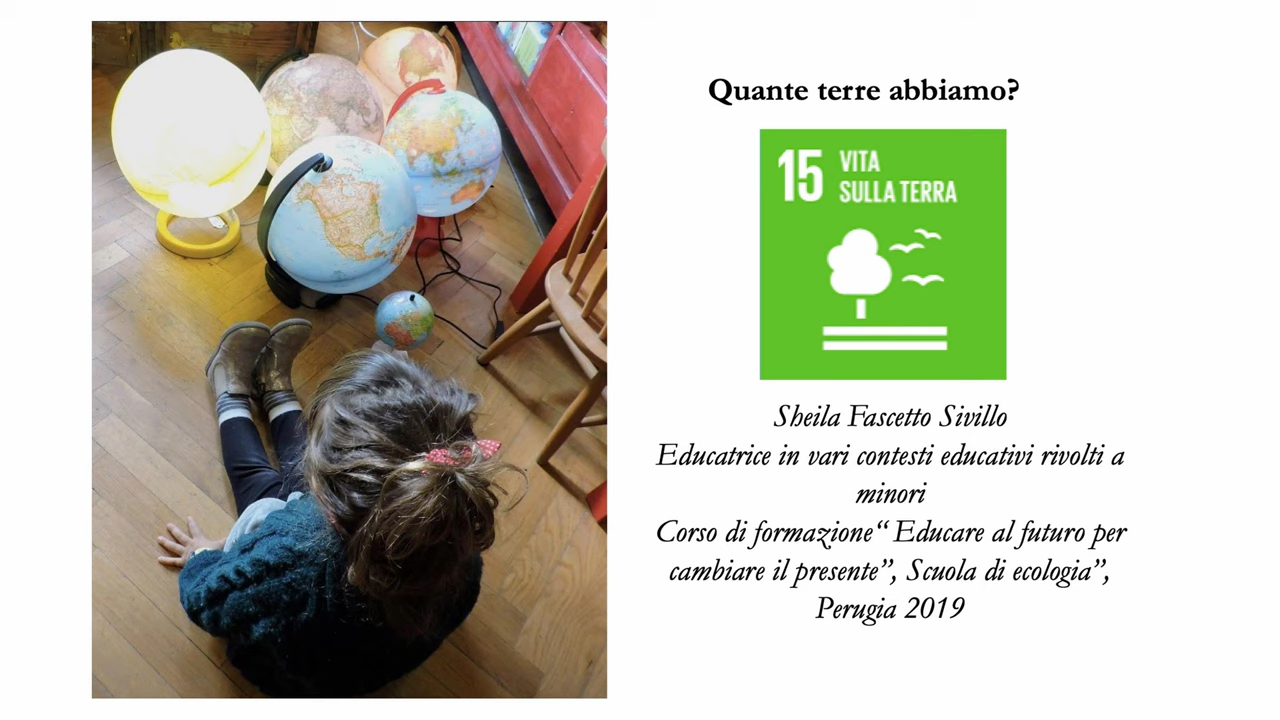 Quante terre abbiamo?
15 VITA
SULLA TERRA
Sheila Fascetto Sivillo
Educatrice in vari contesti educativi rivolti a
minori
Corso di formazione“ Educare al futuro per
cambiare il presente”, Scuola di ecologia”,
Perugia 2019